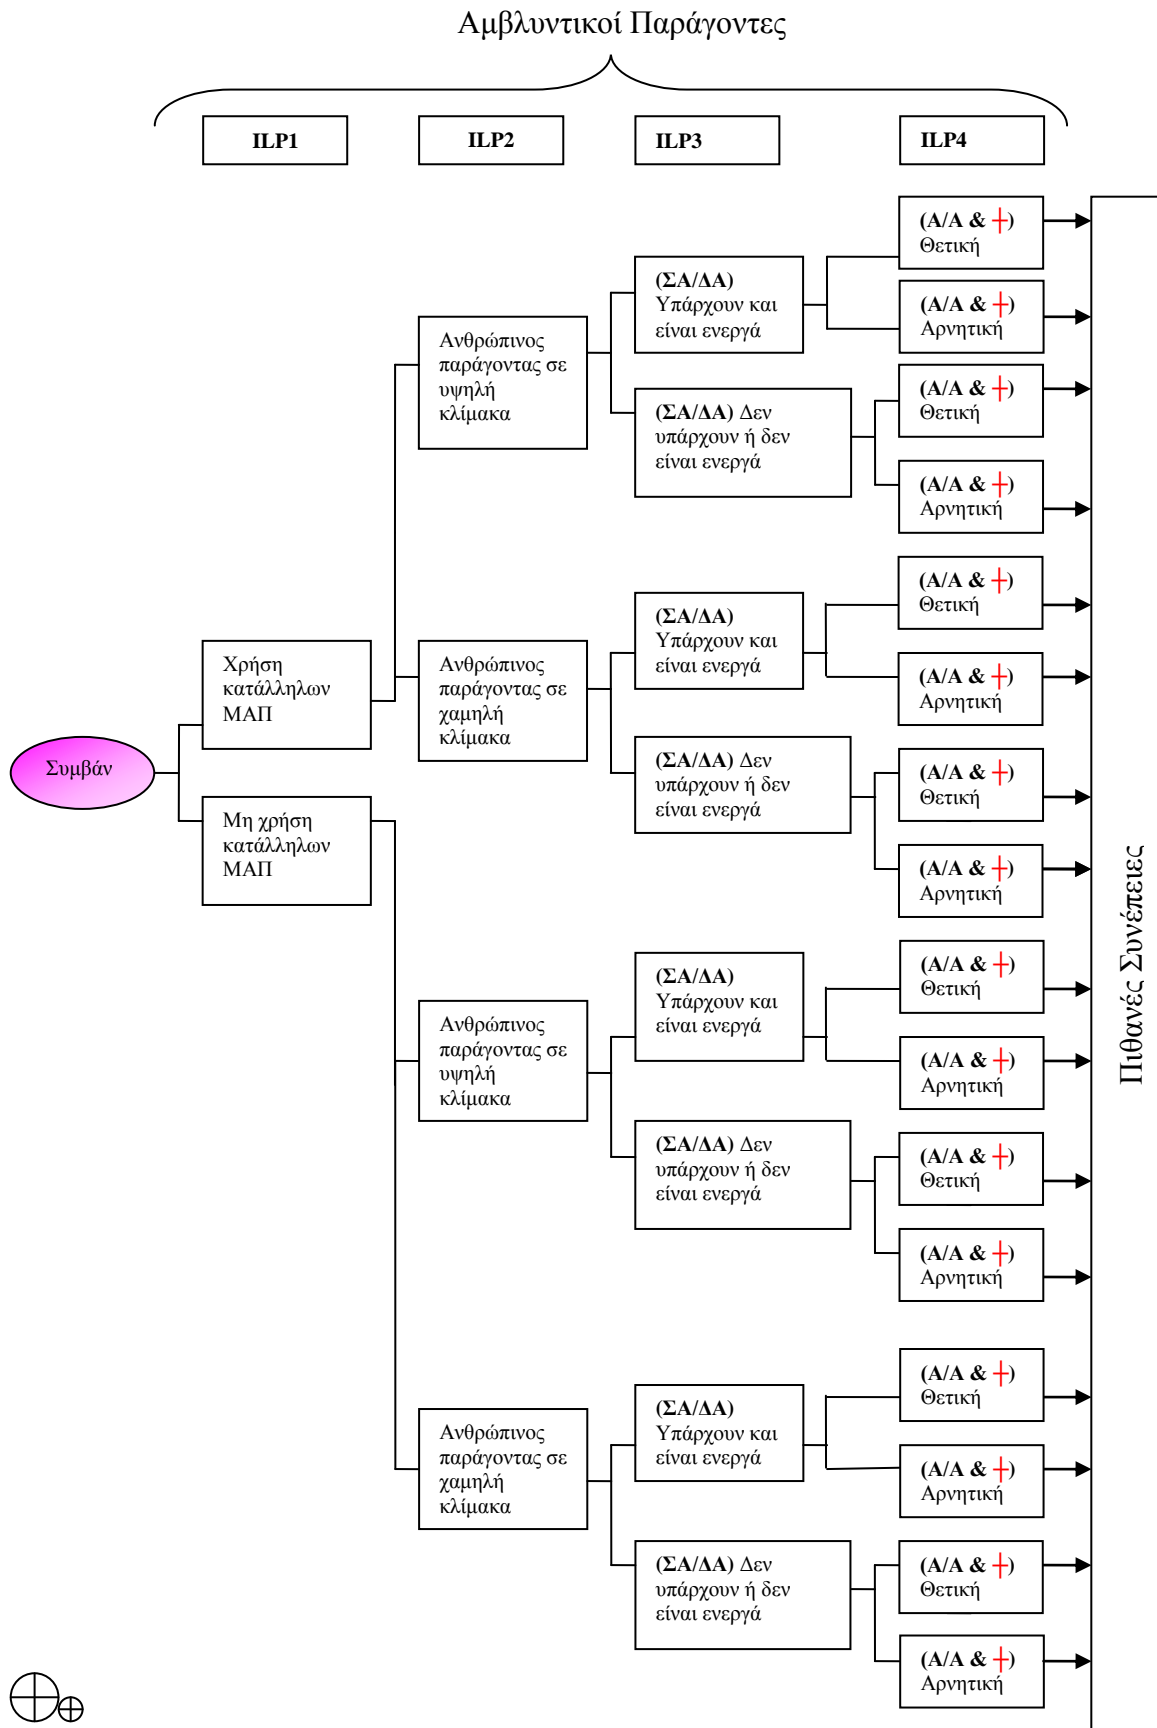 Αμβλυντικοί Παράγοντες
ILP1
ILP2
ILP3
ILP4
Συμβάν
Χρήση
κατάλληλων
ΜΑΠ
Μη χρήση
κατάλληλων
ΜΑΠ
Ανθρώπινος
παράγοντας σε
υψηλή
κλίμακα
Ανθρώπινος
παράγοντας σε
χαμηλή
κλίμακα
Ανθρώπινος
παράγοντας σε
υψηλή
κλίμακα
Ανθρώπινος
παράγοντας σε
χαμηλή
κλίμακα
(ΣΑ/ΔΑ)
Υπάρχουν και
είναι ενεργά
(ΣΑ/ΔΑ) Δεν
υπάρχουν ή δεν
είναι ενεργά
(ΣΑ/ΔΑ)
Υπάρχουν και
είναι ενεργά
(ΣΑ/ΔΑ) Δεν
υπάρχουν ή δεν
είναι ενεργά
(ΣΑ/ΔΑ)
Υπάρχουν και
είναι ενεργά
(ΣΑ/ΔΑ) Δεν
υπάρχουν ή δεν
είναι ενεργά
(ΣΑ/ΔΑ)
Υπάρχουν και
είναι ενεργά
(ΣΑ/ΔΑ) Δεν
υπάρχουν ή δεν
είναι ενεργά
(Α/Α & ┼)
Θετική
(Α/Α & ┼)
Αρνητική
(Α/Α & ┼)
Θετική
(Α/Α & ┼)
Αρνητική
(Α/Α & ┼)
Θετική
(Α/Α & ┼)
Αρνητική
(Α/Α & ┼)
Θετική
(Α/Α & ┼)
Αρνητική
(Α/Α & ┼)
Θετική
(Α/Α & ┼)
Αρνητική
(Α/Α & ┼)
Θετική
(Α/Α & ┼)
Αρνητική
(Α/Α & ┼)
Θετική
(Α/Α & ┼)
Αρνητική
(Α/Α & ┼)
Θετική
(Α/Α & ┼)
Αρνητική
Πιθανές Συνέπειες